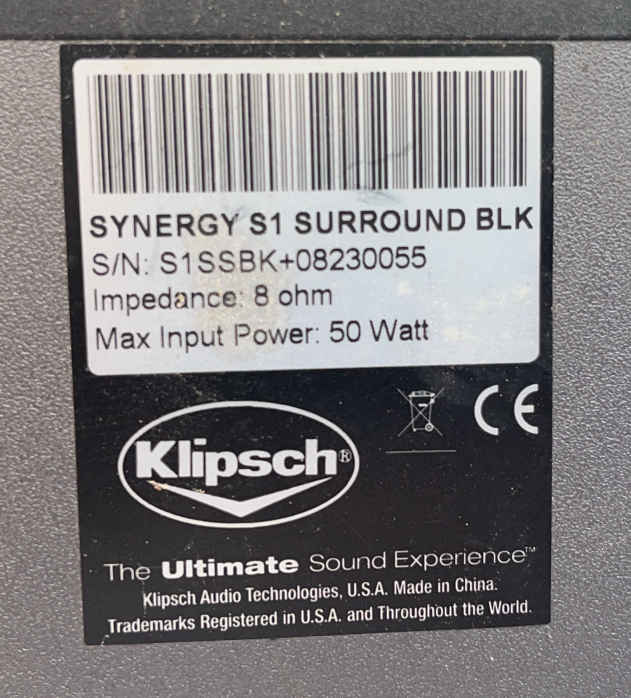 SYNERGY S1 SURROUND BLK
S/N: S1SSBK+08230055
Impedance: 8 ohm
Max Input Power: 50 Watt
CE
Klipsch®
The Ultimate Sound Experience™
Klipsch Audio Technologies, U.S.A. Made in China.
Trademarks Registered in U.S.A. and Throughout the World.